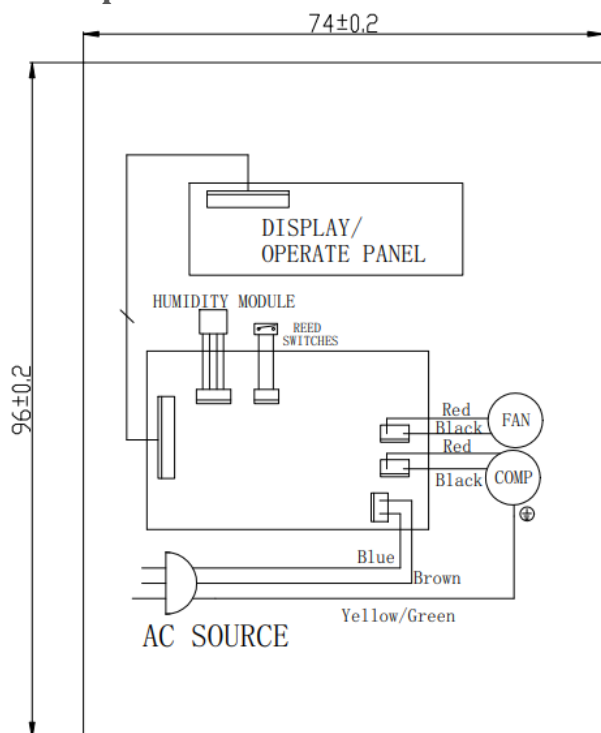 74±0.2
96±0.2
DISPLAY/
OPERATE PANEL
HUMIDITY MODULE
REED
SWITCHES
Red
Black
FAN
Red
Black
COMP
Blue
Brown
Yellow/Green
AC SOURCE